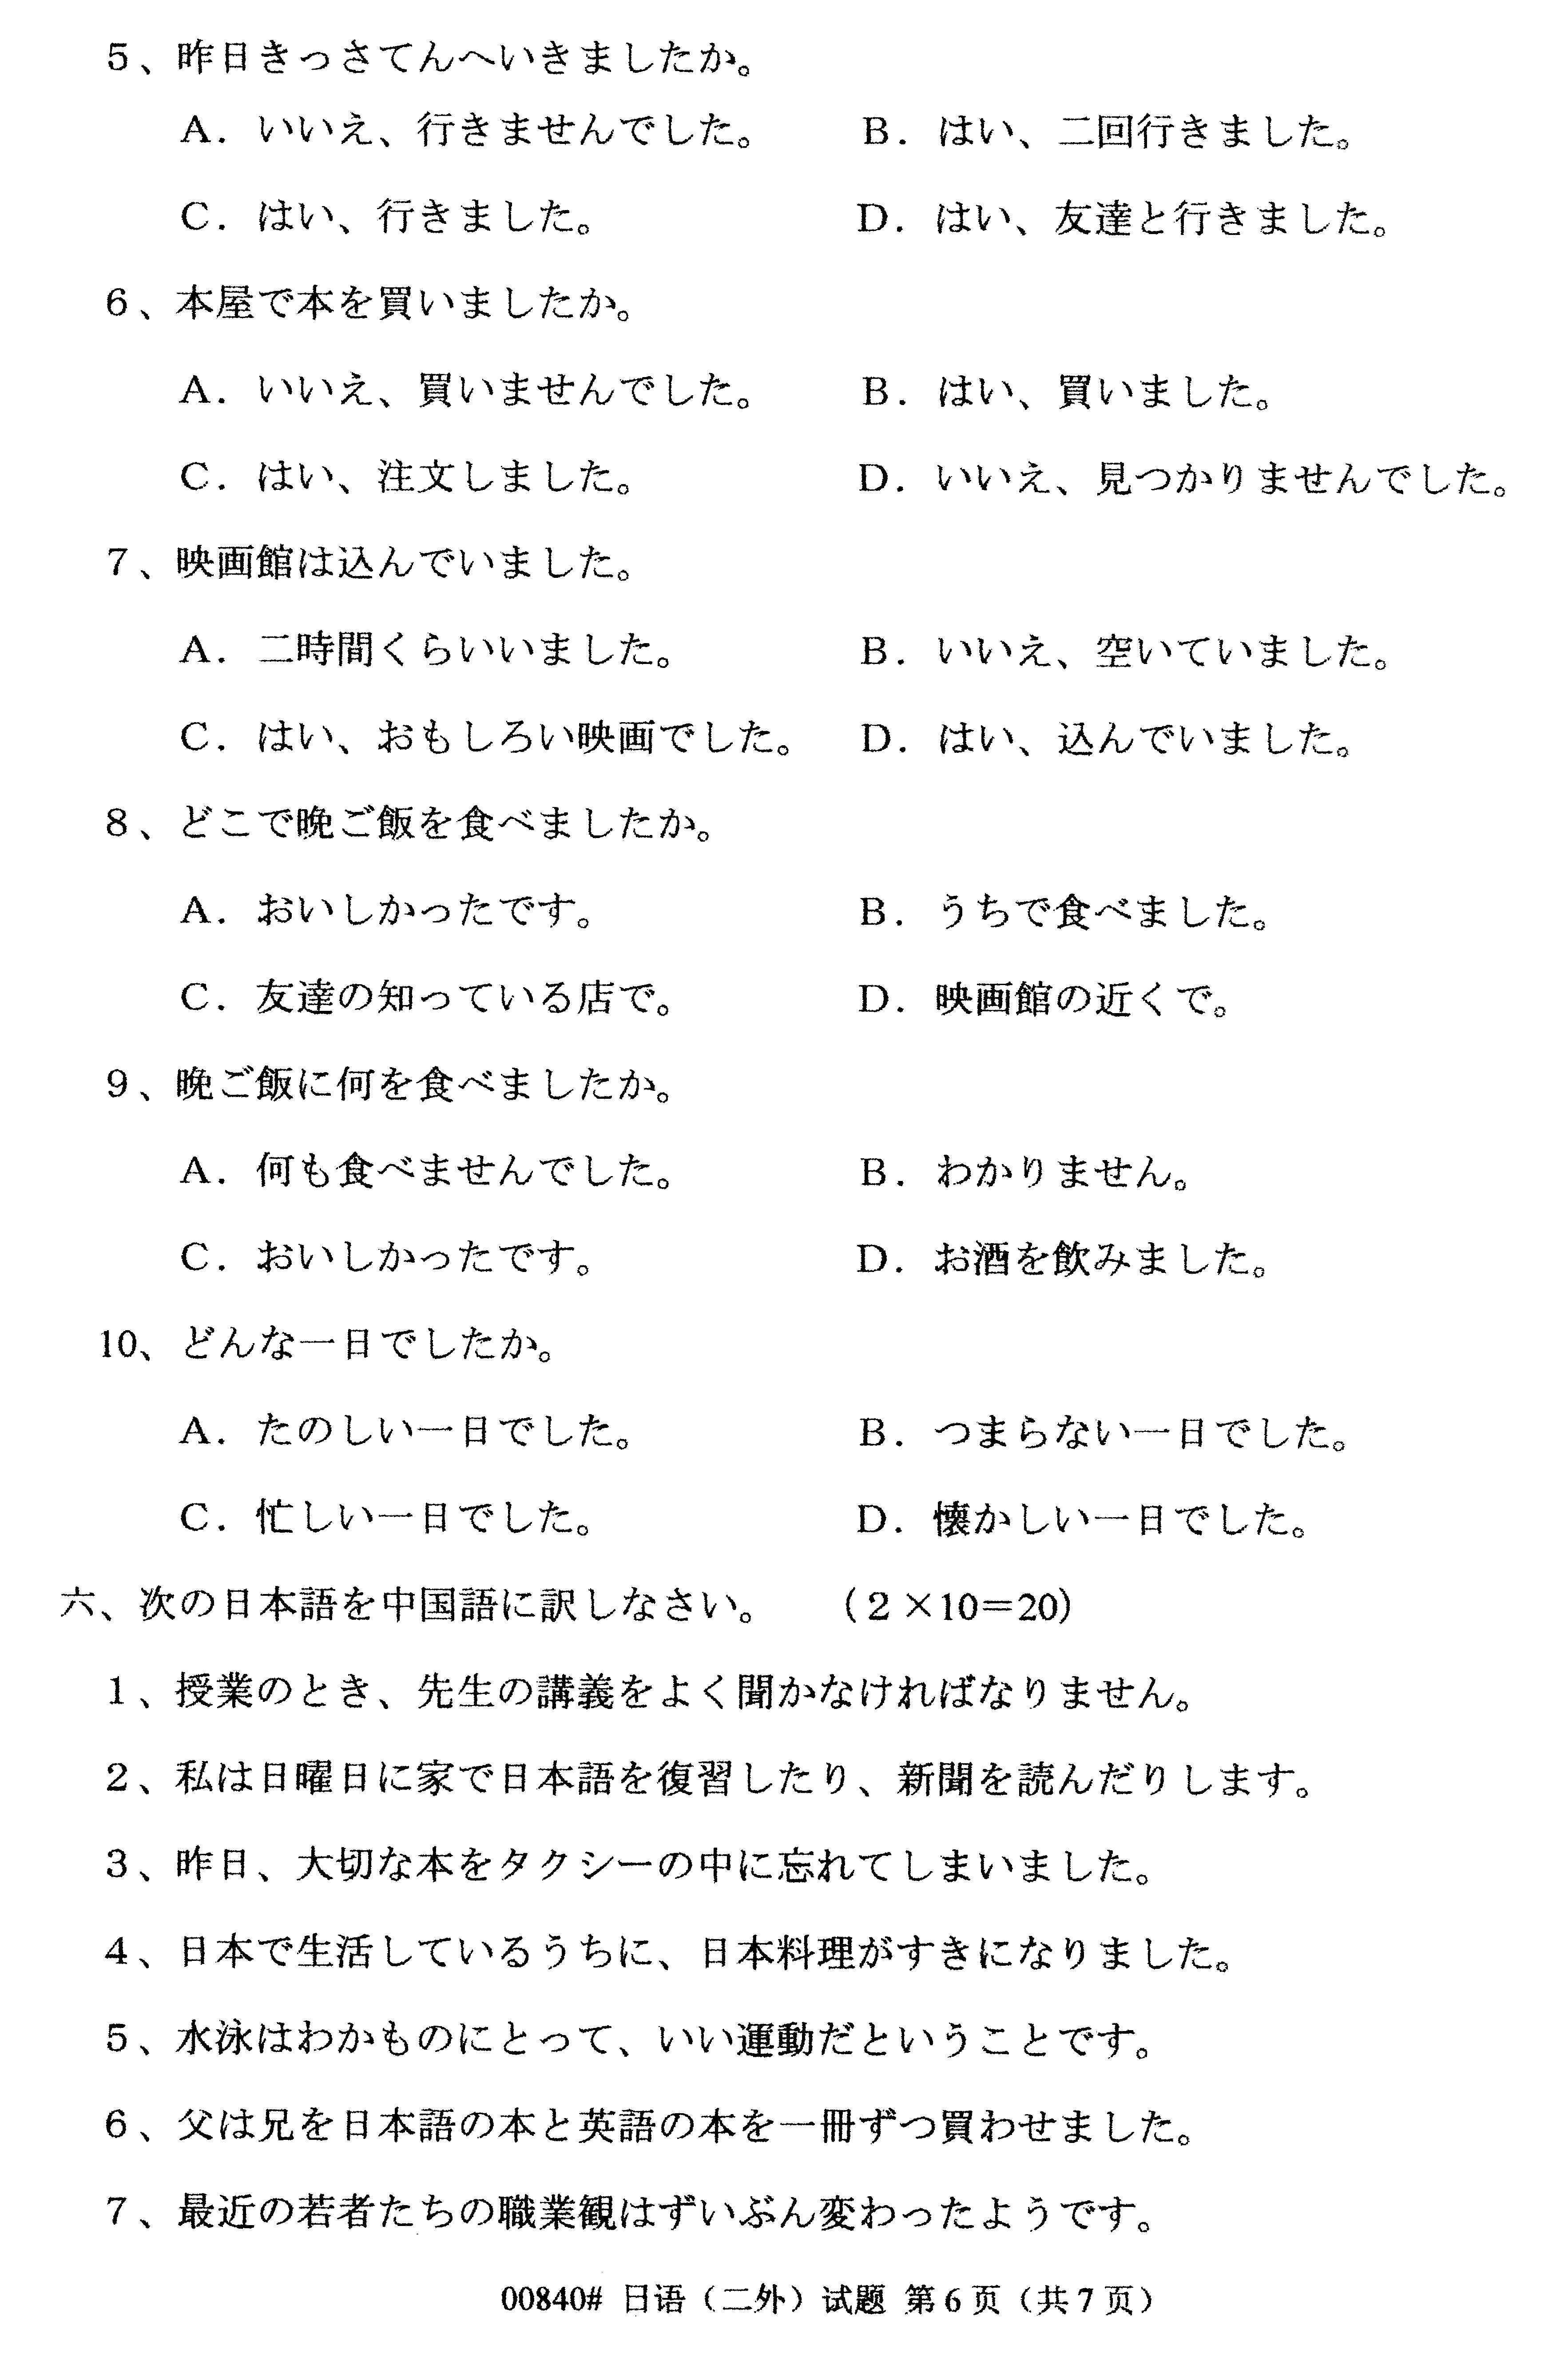 5、昨日きっさてんへいきましたか。
A．いいえ、行きませんでした。 B．はい、二回行きました。
C．はい、行きました。 D．はい、友達と行きました。
6、本屋で本を買いましたか。
A．いいえ、買いませんでした。 B．はい、買いました。
C．はい、注文しました。 D．いいえ、見つかりませんでした。
7、映画館は込んでいました。
A．二時間くらいいました。 B．いいえ、空いていました。
C．はい、おもしろい映画でした。 D．はい、込んでいました。
8、どこで晩ご飯を食べましたか。
A．おいしかったです。 B．うちで食べました。
C．友達の知っている店で。 D．映画館の近くで。
9、晩ご飯に何を食べましたか。
A．何も食べませんでした。 B．わかりません。
C．おいしかったです。 D．お酒を飲みました。
10、どんな一日でしたか。
A．たのしい一日でした。 B．つまらない一日でした。
C．忙しい一日でした。 D．懐かしい一日でした。
六、次の日本語を中国語に訳しなさい。 （2×10＝20）
1、授業のとき、先生の講義をよく聞かなければなりません。
2、私は日曜日に家で日本語を復習したり、新聞を読んだりします。
3、昨日、大切な本をタクシーの中に忘れてしまいました。
4、日本で生活しているうちに、日本料理がすきになりました。
5、水泳はわかものにとって、いい運動だということです。
6、父は兄を日本語の本と英語の本を一冊ずつ買わせました。
7、最近の若者たちの職業観はずいぶん変わったようです。
00840# 日语（二外）试题 第6页（共7页）